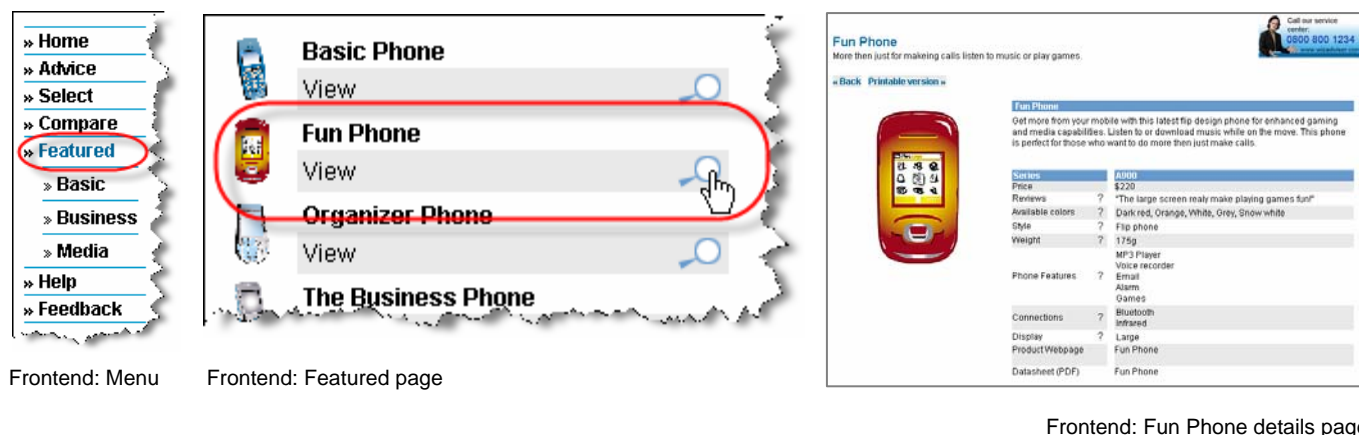 » Home
» Advice
» Select
» Compare
» Featured
» Basic
» Business
» Media
» Help
» Feedback
Frontend: Menu
Basic Phone
View
Fun Phone
View
Organizer Phone
View
The Business Phone
Frontend: Featured page
Call our service
center:
0800 800 1234
Fun Phone
More then just for makeing calls listen to music or play games.
« Back Printable version »
Fun Phone
Get more from your mobile with this latest flip design phone for enhanced gaming
and media capabilities. Listen to or download music while on the move. This phone
is perfect for those who want to do more then just make calls.
Series A900
Price $220
Reviews ? "The large screen realy make playing games fun!"
Available colors ? Dark red, Orange, White, Grey, Snow white
Style ? Flip phone
Weight ? 175g
Phone Features ? MP3 Player
Voice recorder
Email
Alarm
Games
Connections ? Bluetooth
Infrared
Display ? Large
Product Webpage Fun Phone
Datasheet (PDF) Fun Phone
Frontend: Fun Phone details page